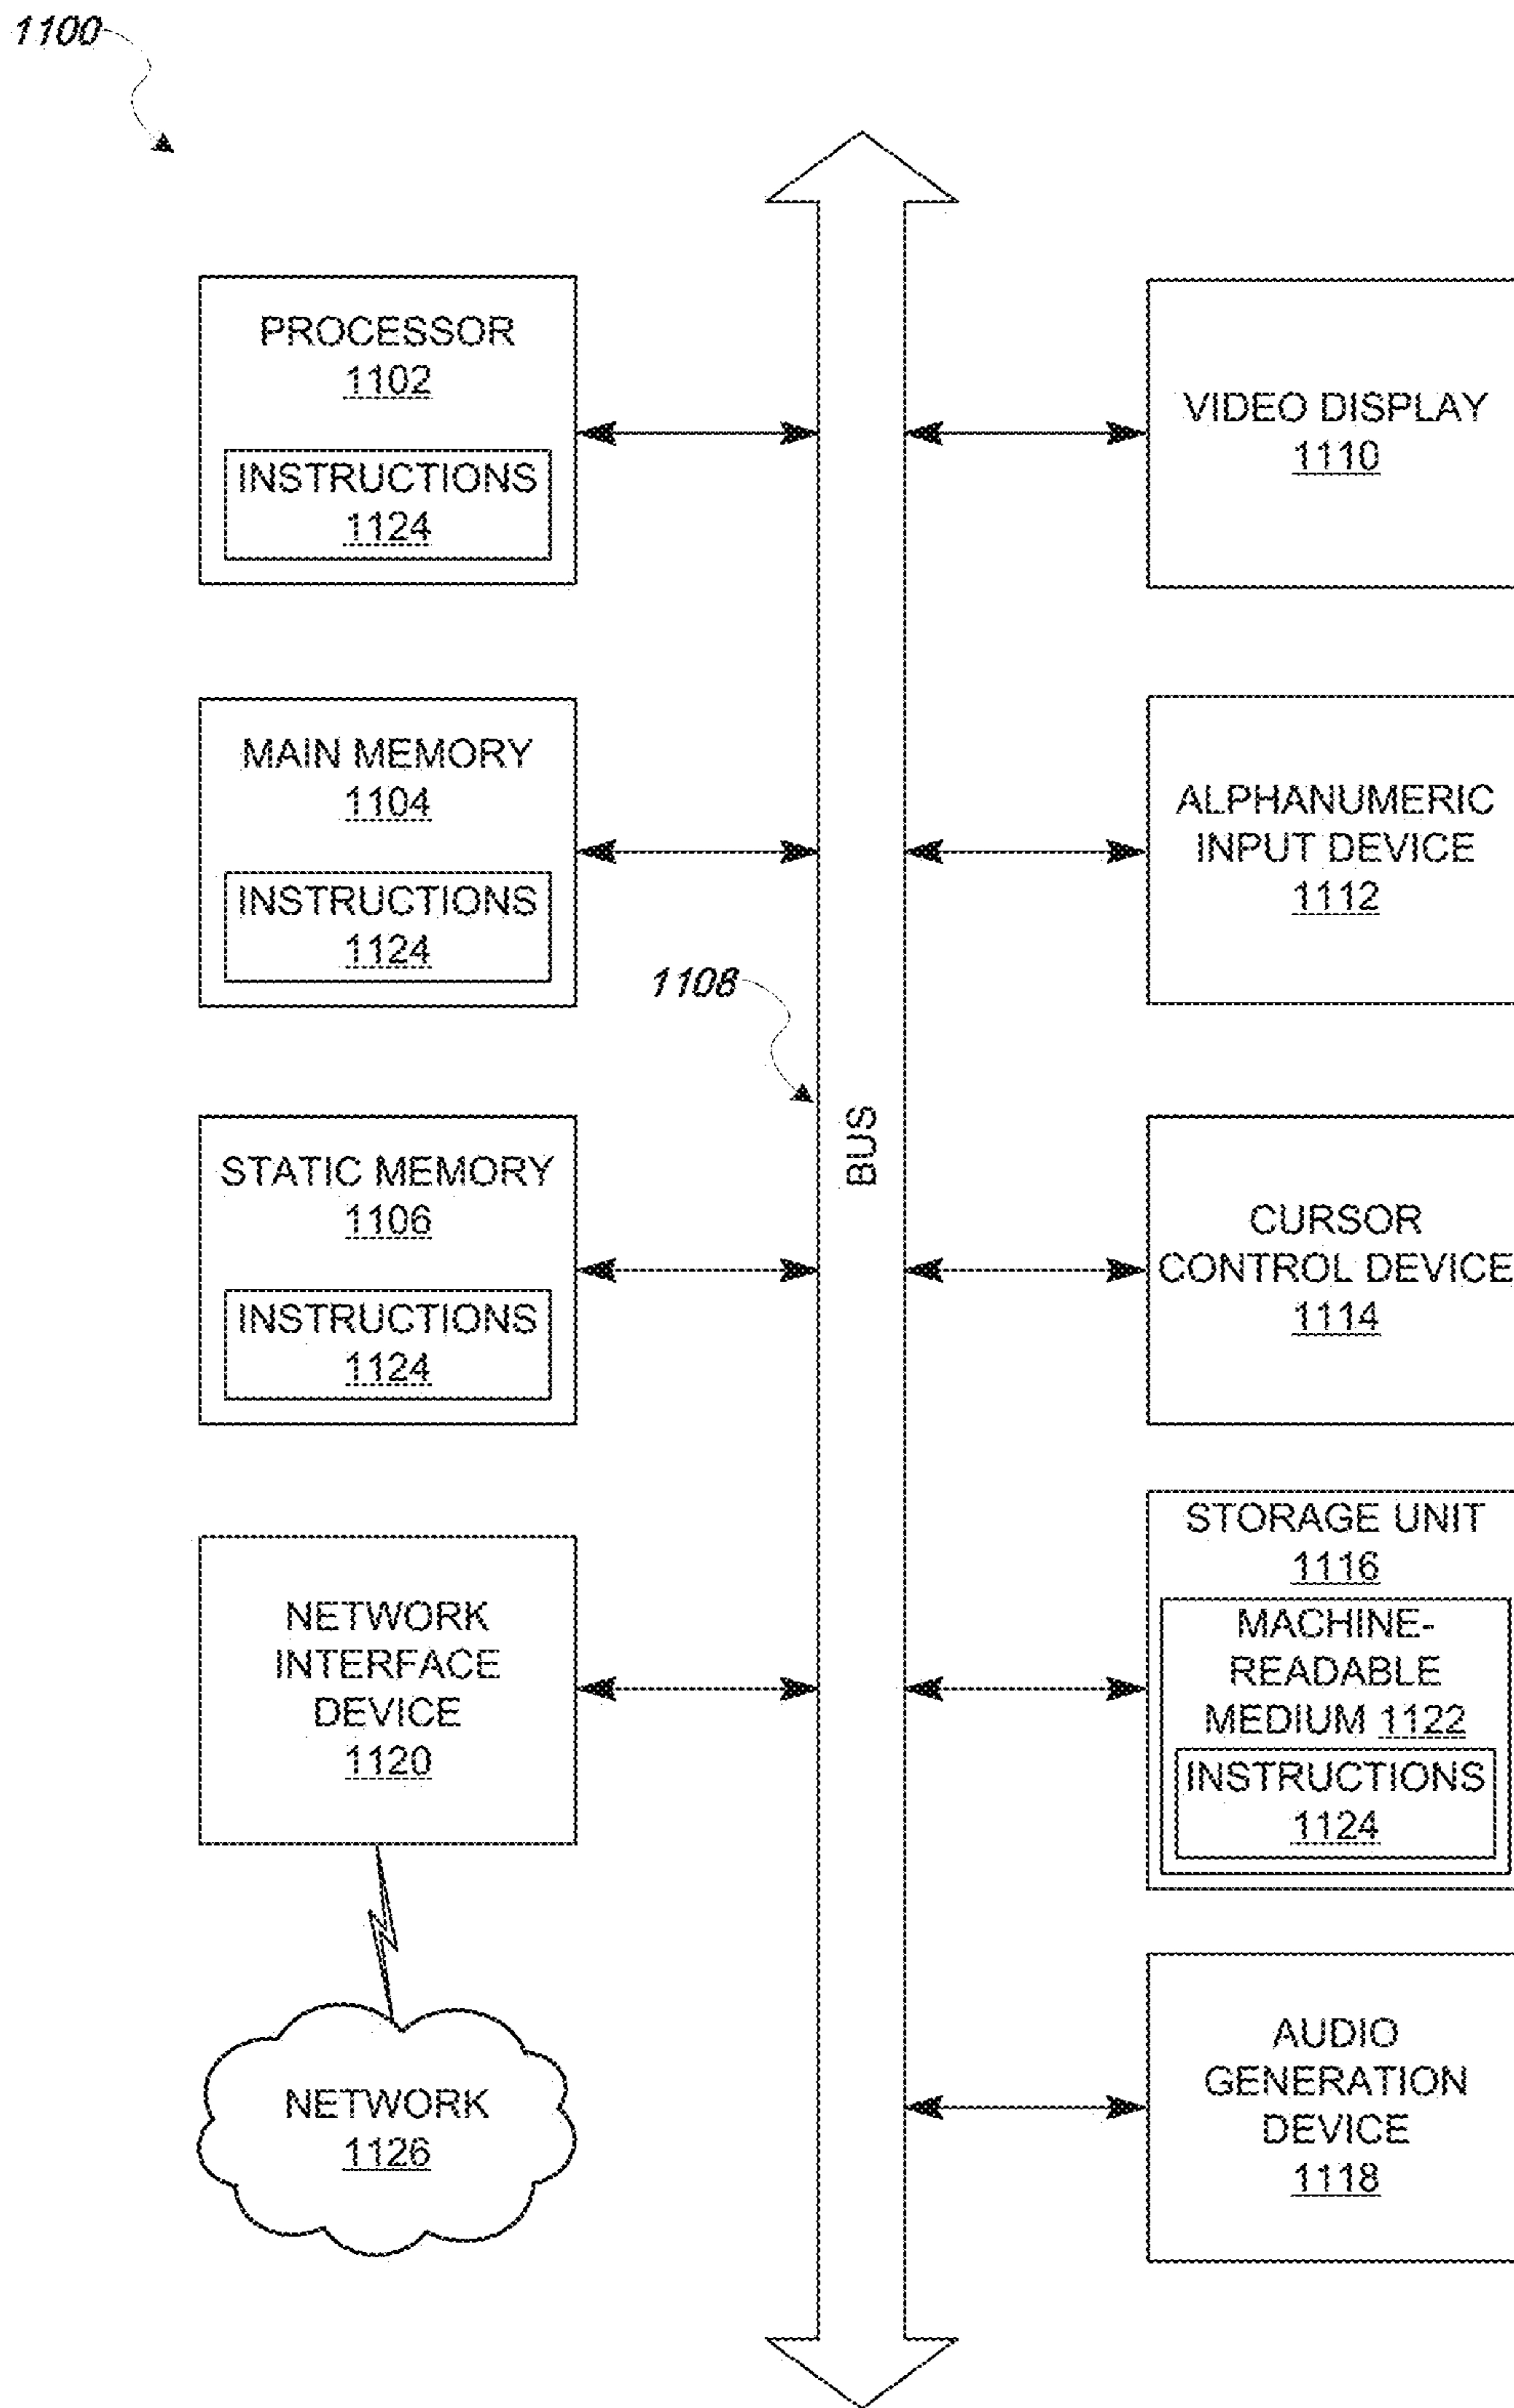 1100
PROCESSOR
1102
INSTRUCTIONS
1124
MAIN MEMORY
1104
INSTRUCTIONS
1124
STATIC MEMORY
1106
INSTRUCTIONS
1124
NETWORK
INTERFACE
DEVICE
1120
NETWORK
1126
1108
BUS
VIDEO DISPLAY
1110
ALPHANUMERIC
INPUT DEVICE
1112
CURSOR
CONTROL DEVICE
1114
STORAGE UNIT
1116
MACHINE-
READABLE
MEDIUM 1122
INSTRUCTIONS
1124
AUDIO
GENERATION
DEVICE
1118